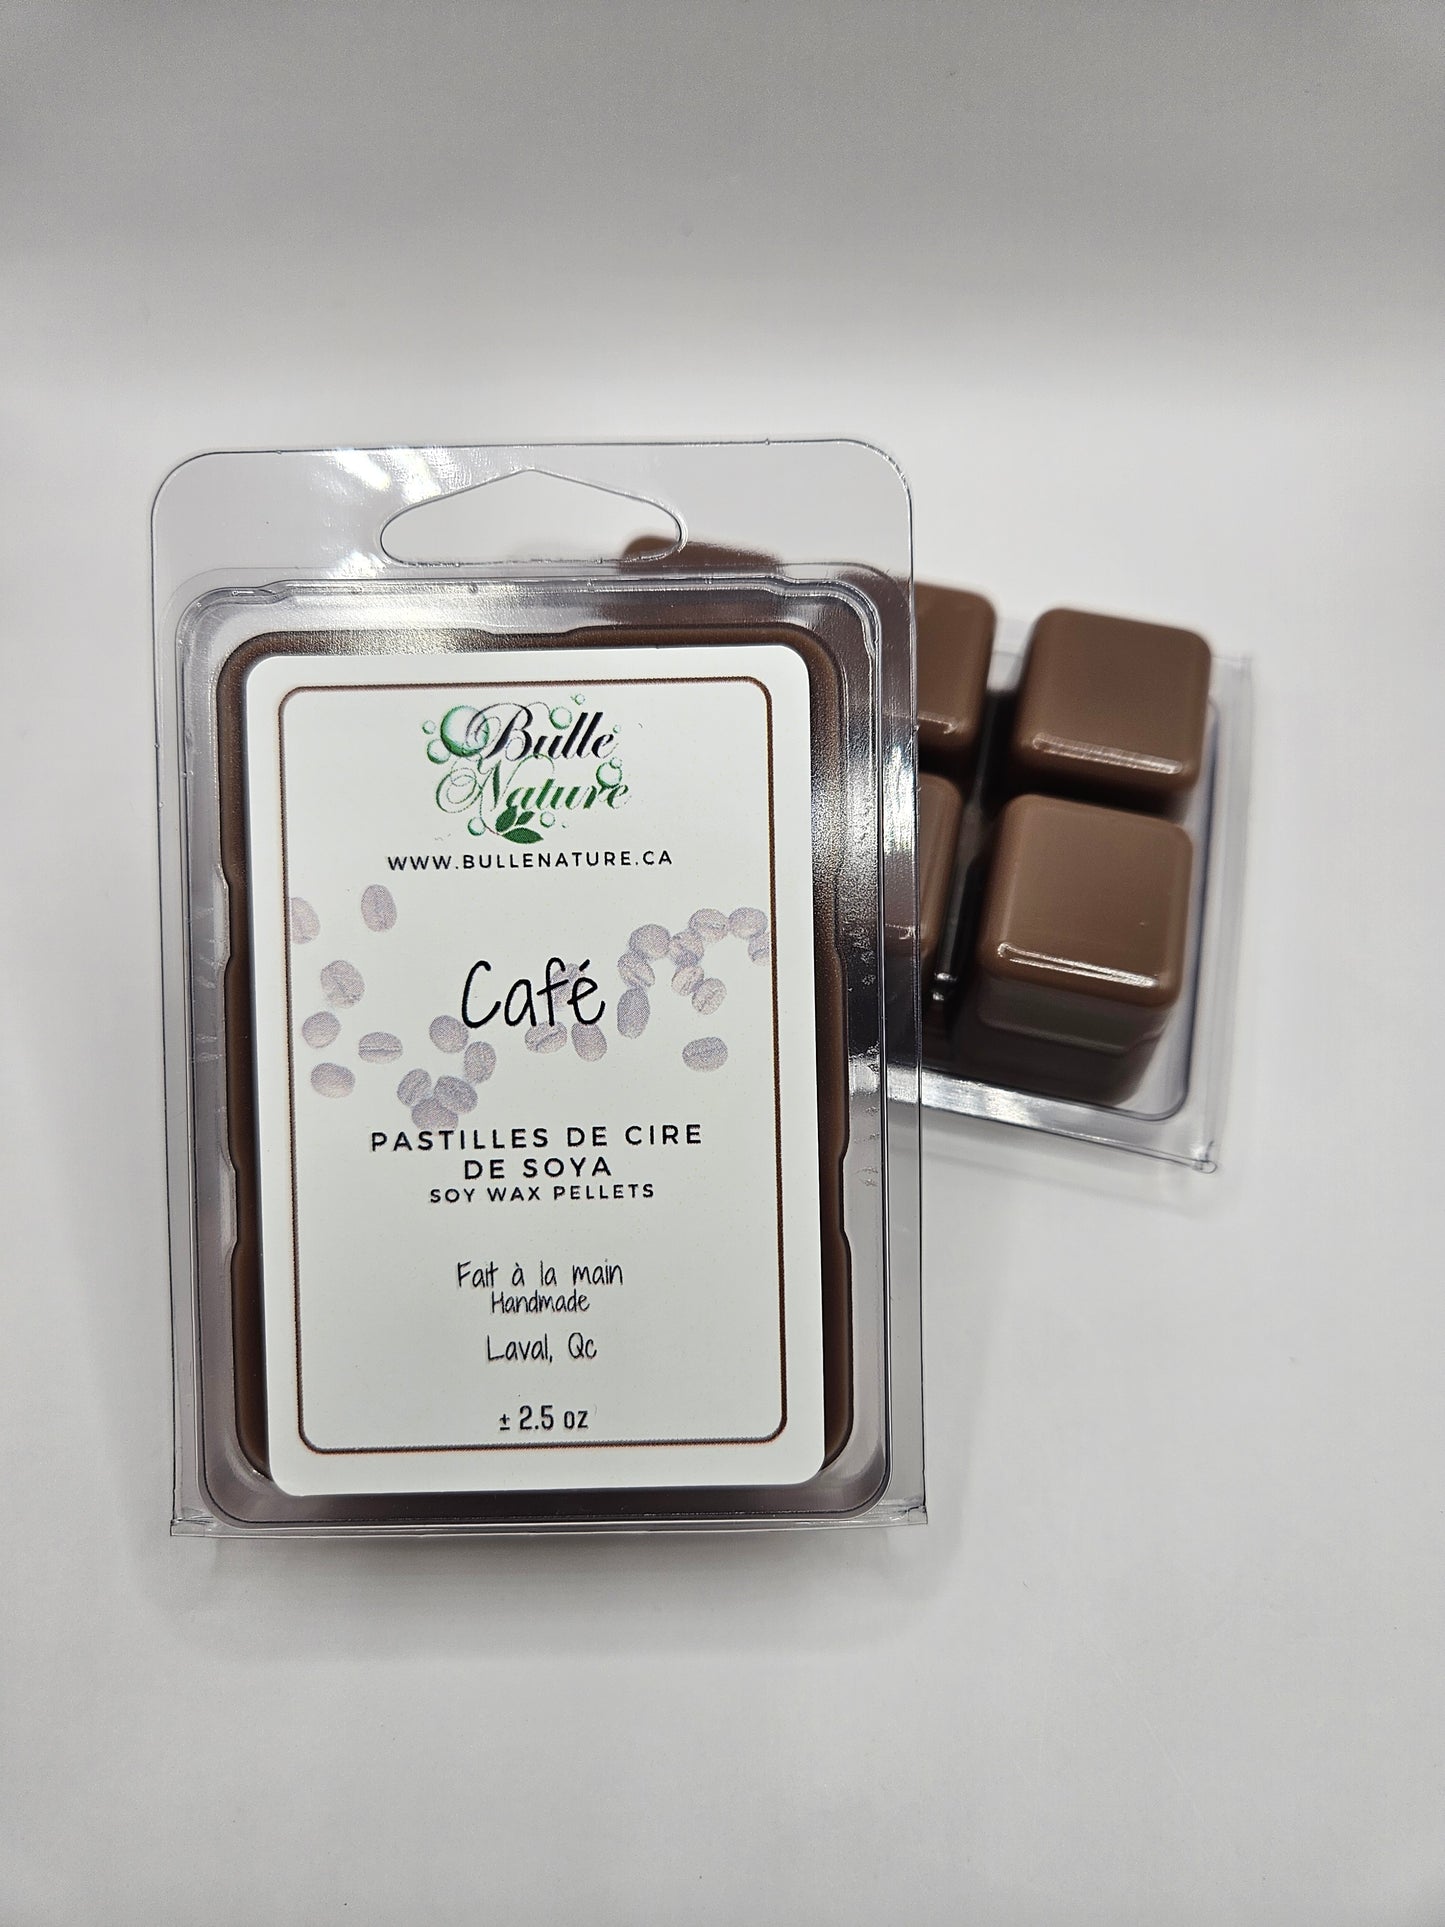 Bulle
Nature
WWW.BULLENATURE.CA
Café
PASTILLES DE CIRE
DE SOYA
SOY WAX PELLETS
Fait à la main
Handmade
Laval, Qc
± 2.5 oz